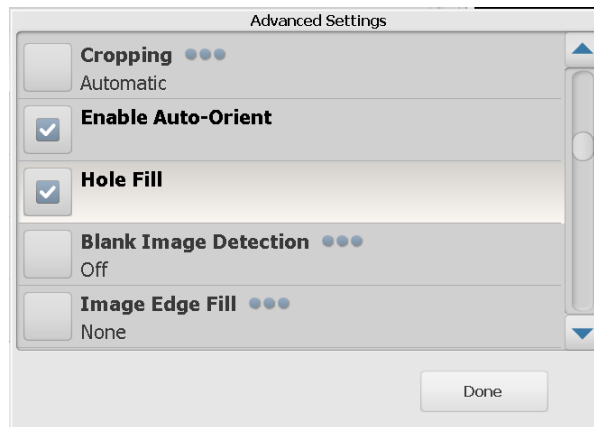 Advanced Settings
Cropping
Automatic
Enable Auto-Orient
Hole Fill
Blank Image Detection
Off
Image Edge Fill
None
Done